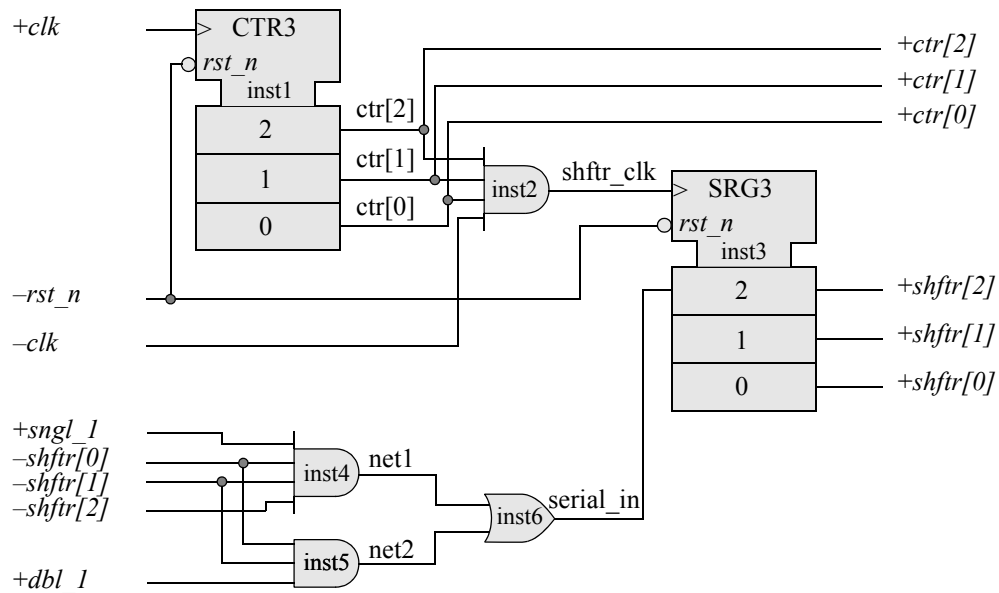 +clk
CTR3
rst_n
inst1
2
1
0
ctr[2]
ctr[1]
ctr[0]
+ctr[2]
+ctr[1]
+ctr[0]
inst2
shftr_clk
SRG3
rst_n
inst3
2
1
0
–rst_n
–clk
+shftr[2]
+shftr[1]
+shftr[0]
+sngl_1
–shftr[0]
–shftr[1]
–shftr[2]
+dbl_1
inst4
net1
inst5
net2
inst6
serial_in